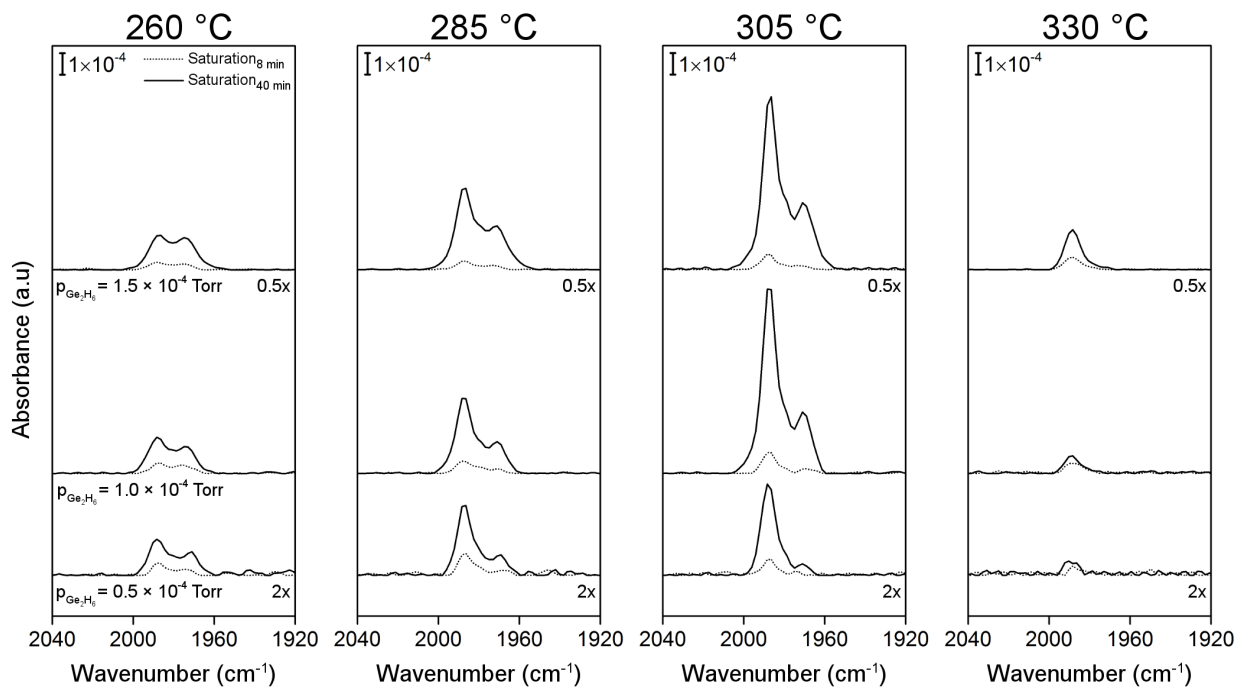 260 °C
285 °C
305 °C
330 °C
1×10⁻⁴
Saturation₈ ₘᵢₙ
Saturation₄₀ ₘᵢₙ
1×10⁻⁴
1×10⁻⁴
1×10⁻⁴
Absorbance (a.u)
p_Ge₂H₆ = 1.5 × 10⁻⁴ Torr
0.5x
0.5x
0.5x
0.5x
p_Ge₂H₆ = 1.0 × 10⁻⁴ Torr
p_Ge₂H₆ = 0.5 × 10⁻⁴ Torr
2x
2x
2x
2x
2040 2000 1960 1920
2040 2000 1960 1920
2040 2000 1960 1920
2040 2000 1960 1920
Wavenumber (cm⁻¹)
Wavenumber (cm⁻¹)
Wavenumber (cm⁻¹)
Wavenumber (cm⁻¹)